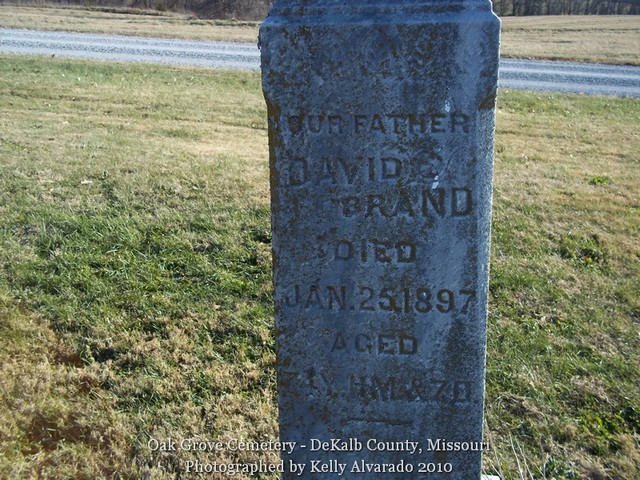 OUR FATHER
DAVID C.
BRAND
DIED
JAN. 25, 1897
AGED
& 7 D.
Oak Grove Cemetery - DeKalb County, Missouri
Photographed by Kelly Alvarado 2010